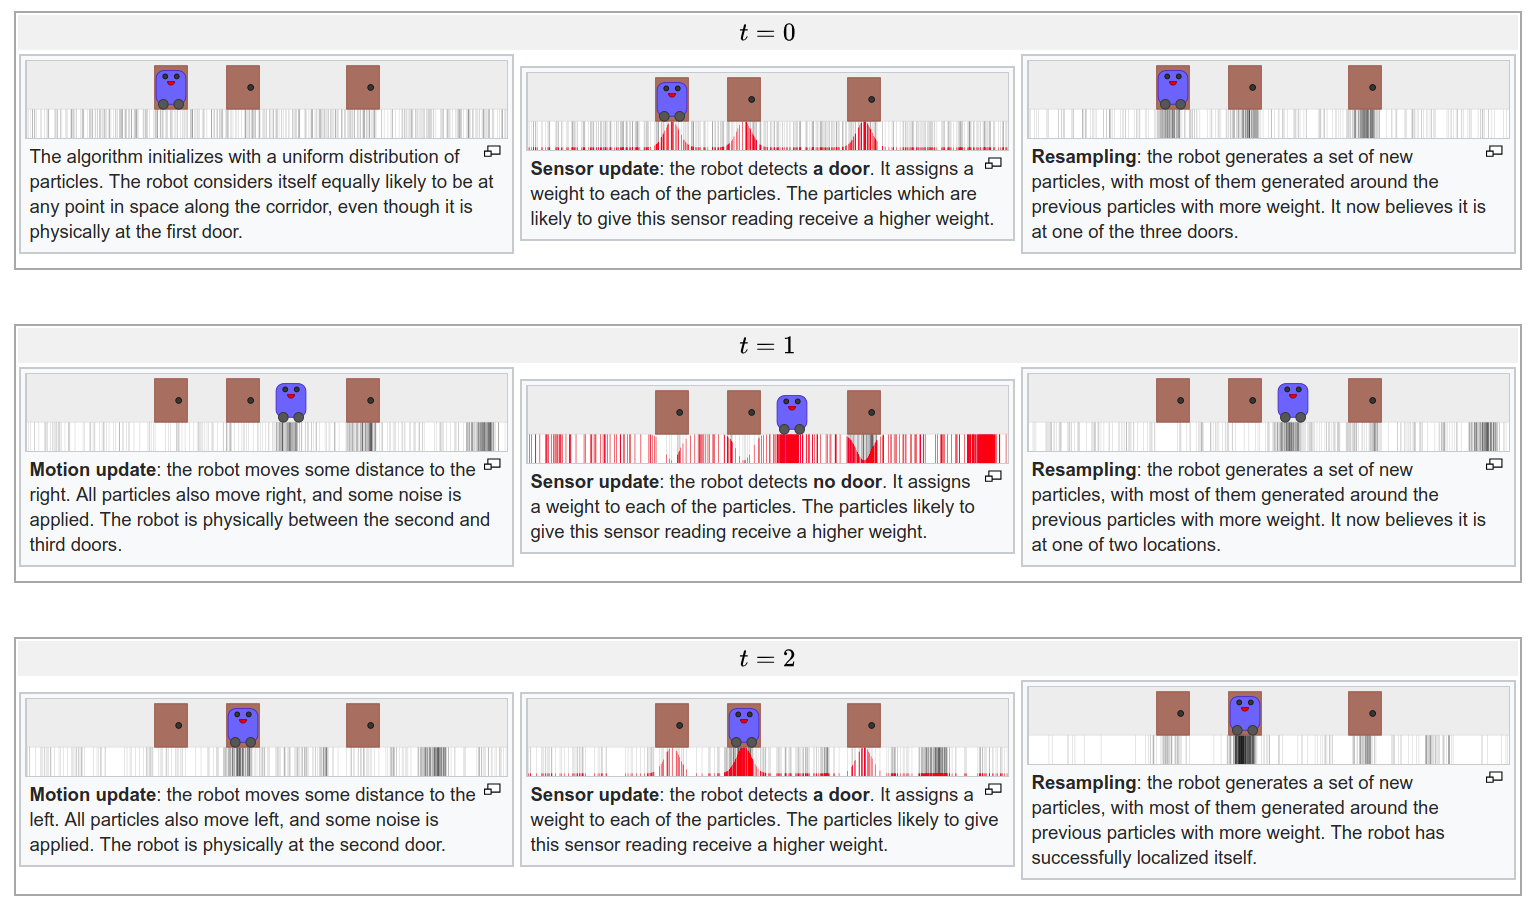 t = 0
The algorithm initializes with a uniform distribution of
particles. The robot considers itself equally likely to be at
any point in space along the corridor, even though it is
physically at the first door.
Sensor update: the robot detects a door. It assigns a
weight to each of the particles. The particles which are
likely to give this sensor reading receive a higher weight.
Resampling: the robot generates a set of new
particles, with most of them generated around the
previous particles with more weight. It now believes it is
at one of the three doors.
t = 1
Motion update: the robot moves some distance to the
right. All particles also move right, and some noise is
applied. The robot is physically between the second and
third doors.
Sensor update: the robot detects no door. It assigns
a weight to each of the particles. The particles likely to
give this sensor reading receive a higher weight.
Resampling: the robot generates a set of new
particles, with most of them generated around the
previous particles with more weight. It now believes it is
at one of two locations.
t = 2
Motion update: the robot moves some distance to the
left. All particles also move left, and some noise is
applied. The robot is physically at the second door.
Sensor update: the robot detects a door. It assigns a
weight to each of the particles. The particles likely to give
this sensor reading receive a higher weight.
Resampling: the robot generates a set of new
particles, with most of them generated around the
previous particles with more weight. The robot has
successfully localized itself.